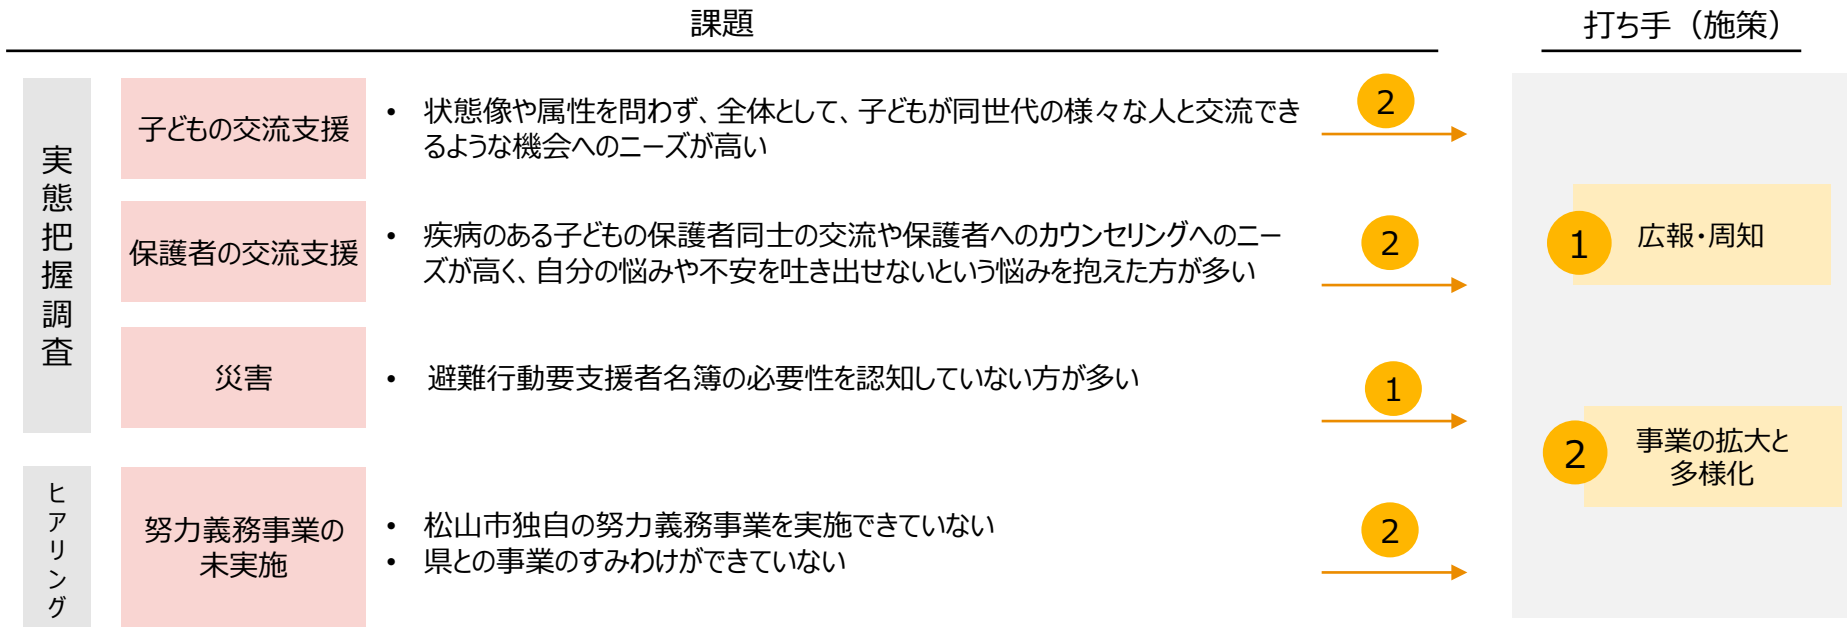 課題
打ち手（施策）
実態把握調査
子どもの交流支援
• 状態像や属性を問わず、全体として、子どもが同世代の様々な人と交流でき
るような機会へのニーズが高い
2
保護者の交流支援
• 疾病のある子どもの保護者同士の交流や保護者へのカウンセリングへのニー
ズが高く、自分の悩みや不安を吐き出せないという悩みを抱えた方が多い
2
災害
• 避難行動要支援者名簿の必要性を認知していない方が多い
1
ヒアリング
努力義務事業の
未実施
• 松山市独自の努力義務事業を実施できていない
• 県との事業のすみわけができていない
2
1
広報・周知
2
事業の拡大と
多様化